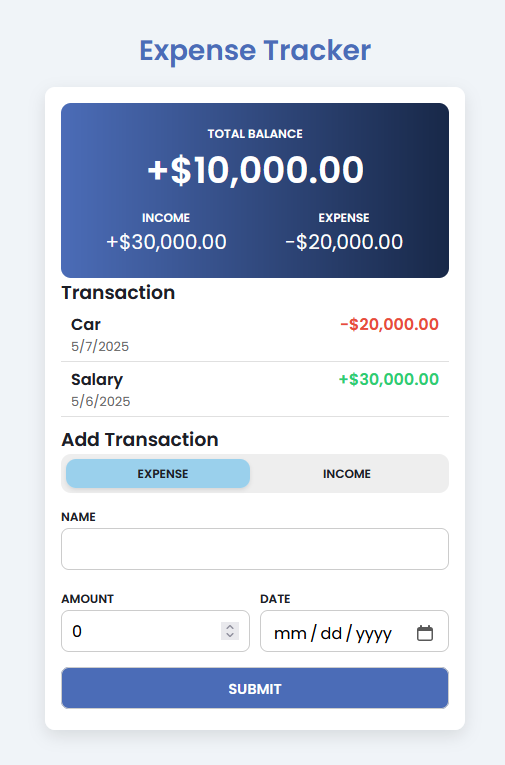 Expense Tracker
TOTAL BALANCE
+$10,000.00
INCOME EXPENSE
+$30,000.00 -$20,000.00
Transaction
Car -$20,000.00
5/7/2025
Salary +$30,000.00
5/6/2025
Add Transaction
EXPENSE INCOME
NAME
AMOUNT DATE
0 mm/dd/yyyy
SUBMIT